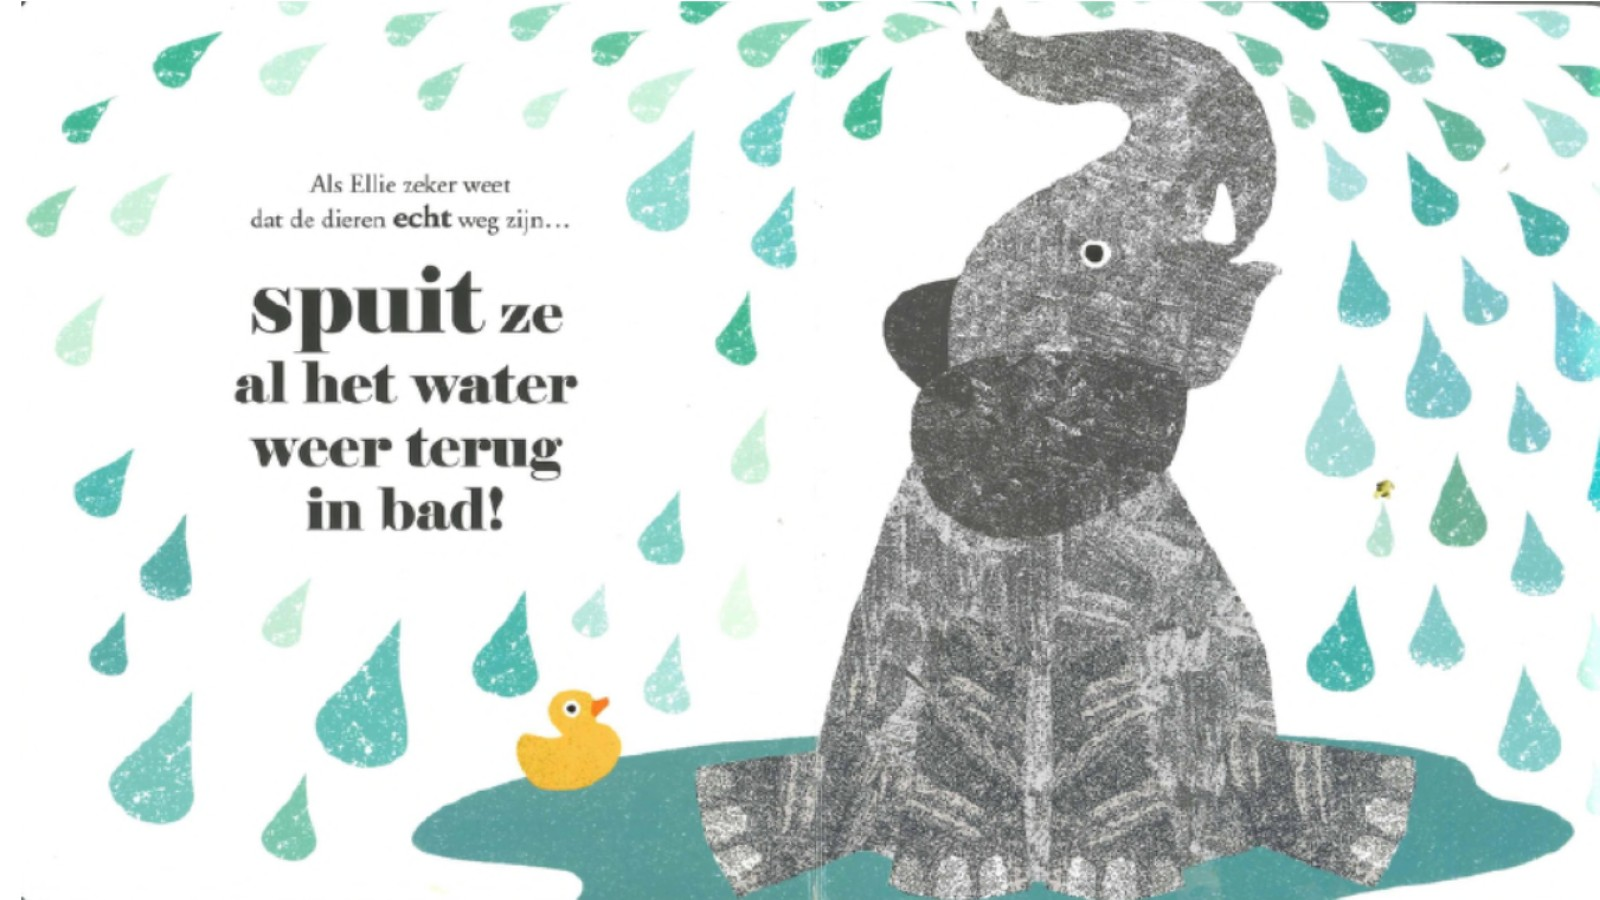 Als Ellie zeker weet
dat de dieren echt weg zijn...
spuit ze
al het water
weer terug
in bad!